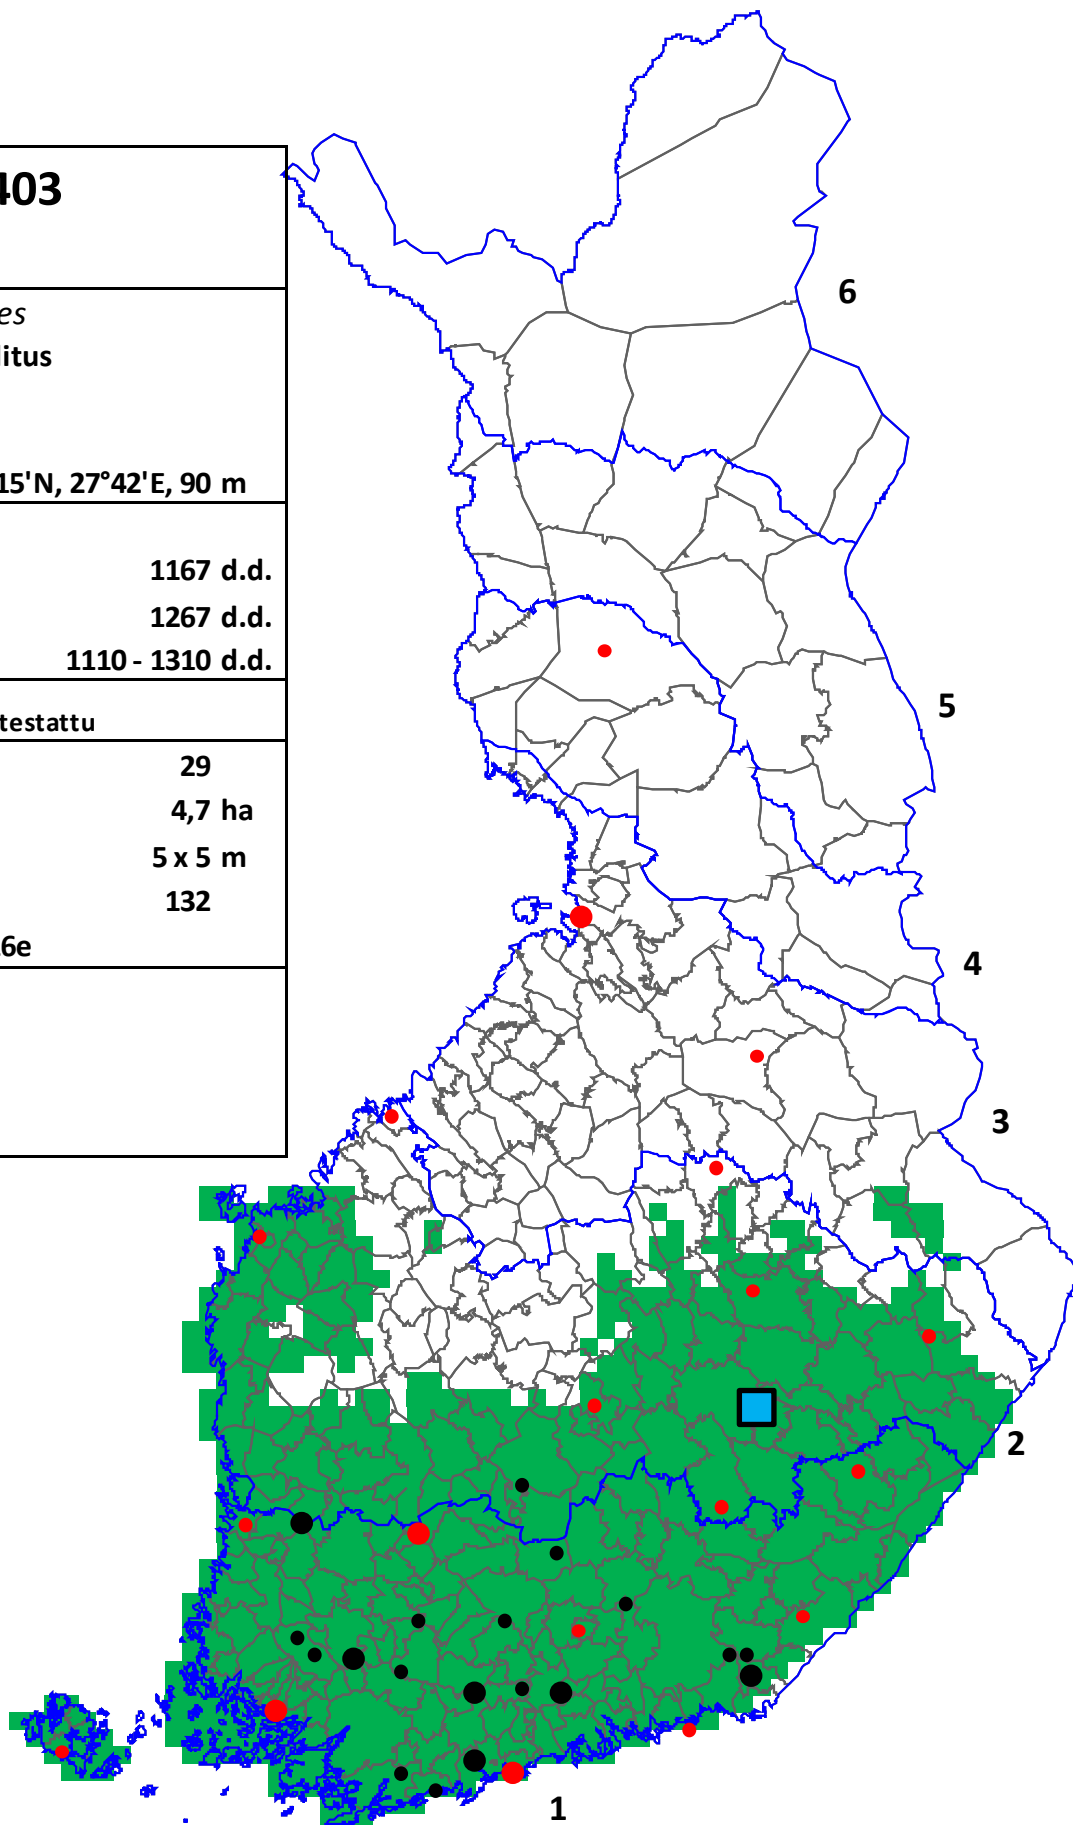 403
es
litus
15'N, 27°42'E, 90 m
1167 d.d.
1267 d.d.
1110 - 1310 d.d.
testattu
29
4,7 ha
5 x 5 m
132
6e
6
5
4
3
2
1